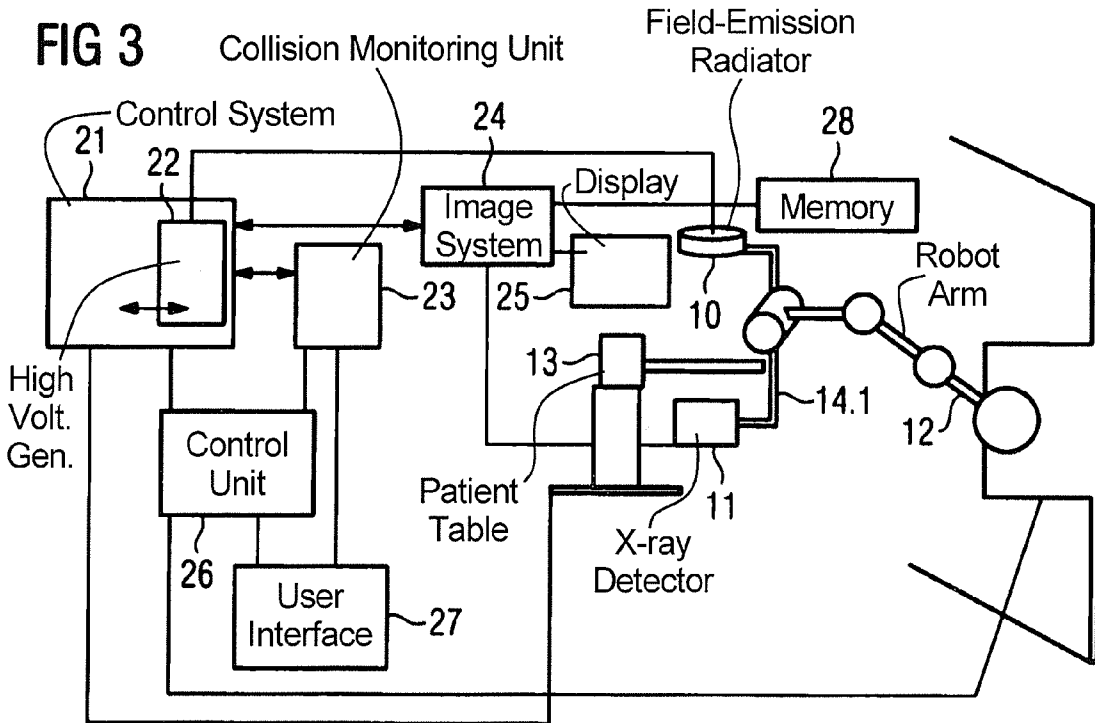 FIG 3
Collision Monitoring Unit
Field-Emission
Radiator
Control System
21
22
24
28
Display
Image
System
Memory
23
25
10
Robot
Arm
13
High
Volt.
Gen.
14.1
12
Control
Unit
11
Patient
Table
X-ray
Detector
26
User
Interface
27